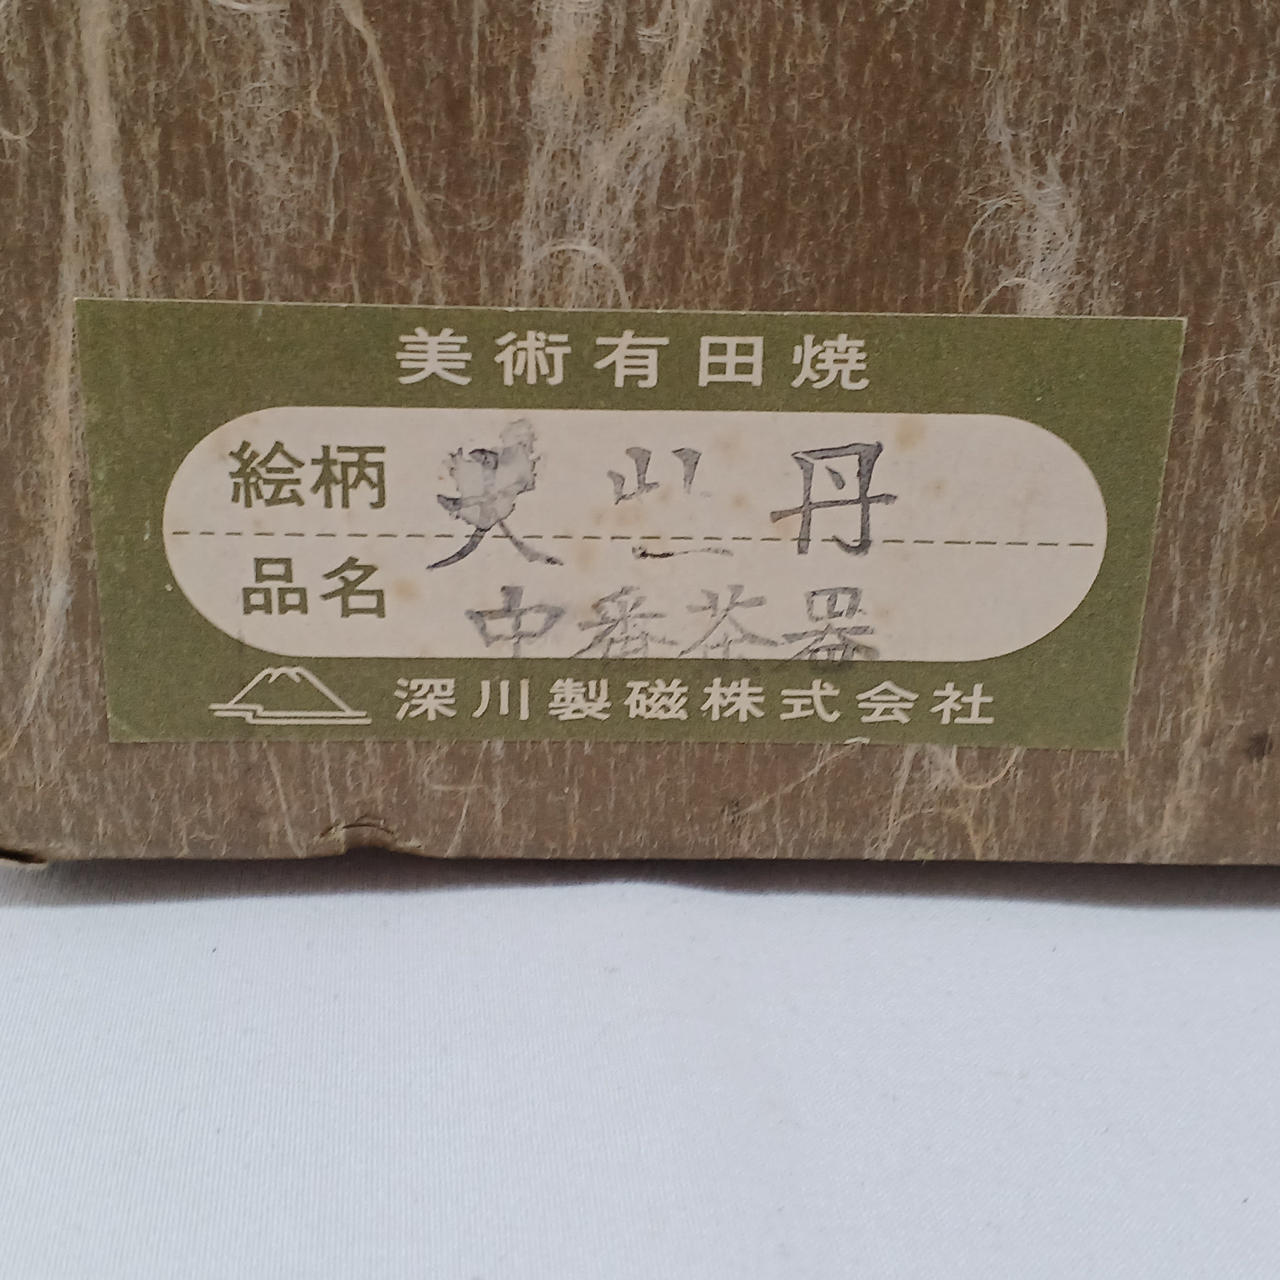 美術有田焼
絵柄 山 丹
品名 中番茶器
深川製磁株式会社